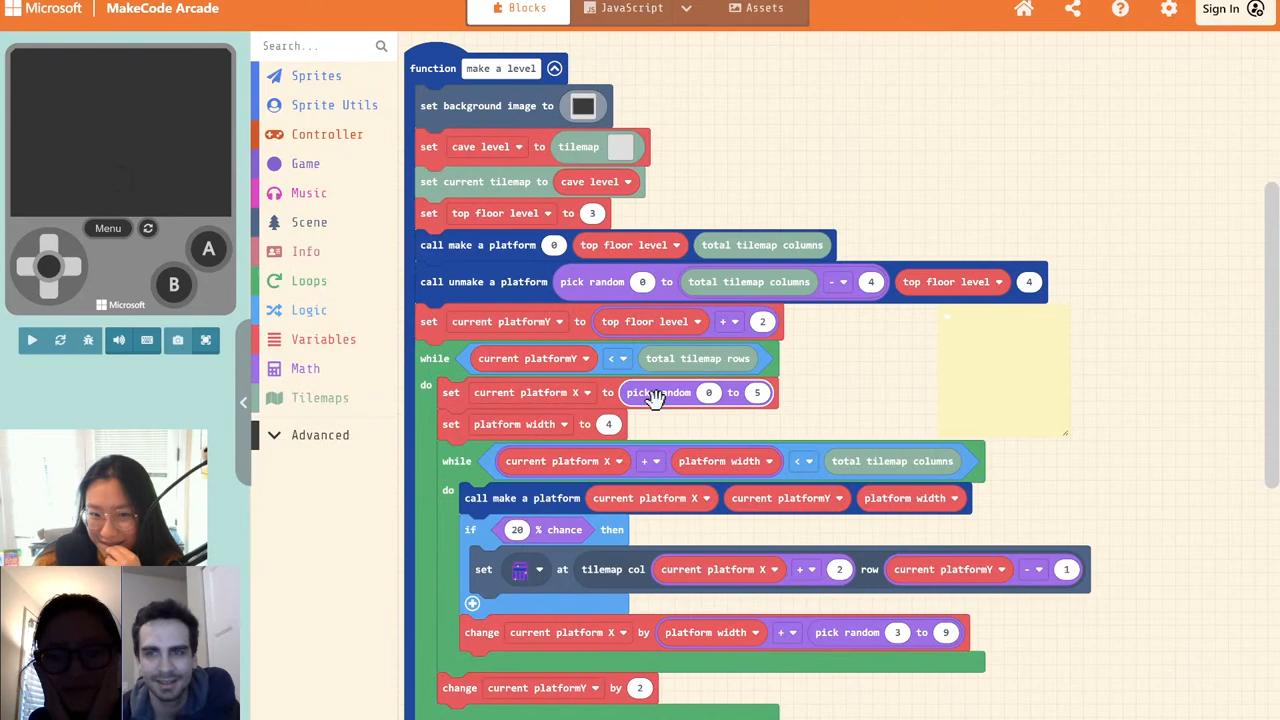 Microsoft MakeCode Arcade Blocks JavaScript Assets Sign In
Search...
Sprites
Sprite Utils
Controller
Game
Music
Scene
Info
Loops
Logic
Variables
Math
Tilemaps
Advanced
Menu
A
B
Microsoft
function make a level
set background image to
set cave level to tilemap
set current tilemap to cave level
set top floor level to 3
call make a platform 0 top floor level total tilemap columns
call unmake a platform pick random 0 to total tilemap columns - 4 top floor level 4
set current platformY to top floor level + 2
while current platformY < total tilemap rows
do set current platform X to pick random 0 to 5
set platform width to 4
while current platform X + platform width < total tilemap columns
do call make a platform current platform X current platformY platform width
if 20 % chance then
set at tilemap col current platform X + 2 row current platformY - 1
change current platform X by platform width + pick random 3 to 9
change current platformY by 2